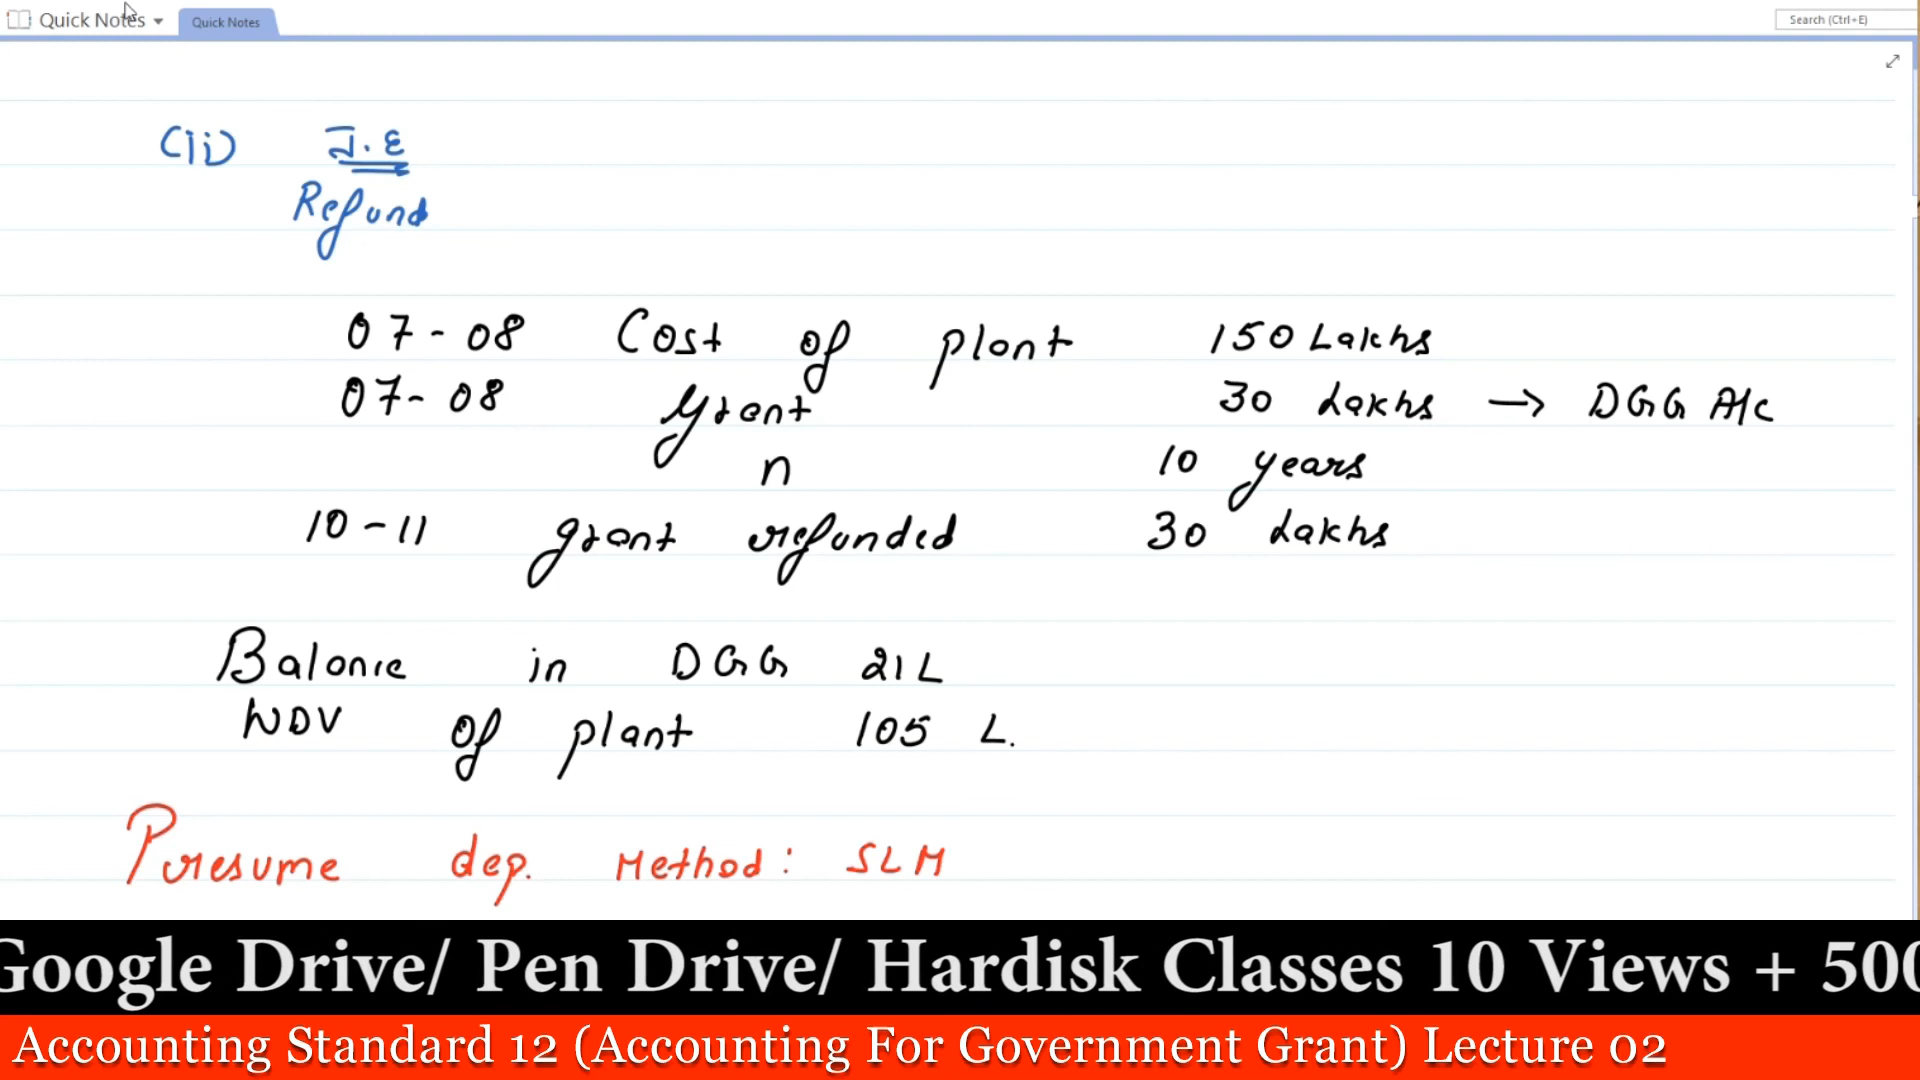 Quick Notes
Quick Notes
Search (Ctrl+E)
(ii) J.E
Refund
07-08 Cost of plant 150 Lakhs
07-08 Grant 30 Lakhs → DGG A/c
n 10 years
10-11 grant refunded 30 Lakhs
Balance in DGG 21 L
WDV of plant 105 L.
Presume dep. Method: SLM
Google Drive/ Pen Drive/ Hardisk Classes 10 Views + 500
Accounting Standard 12 (Accounting For Government Grant) Lecture 02